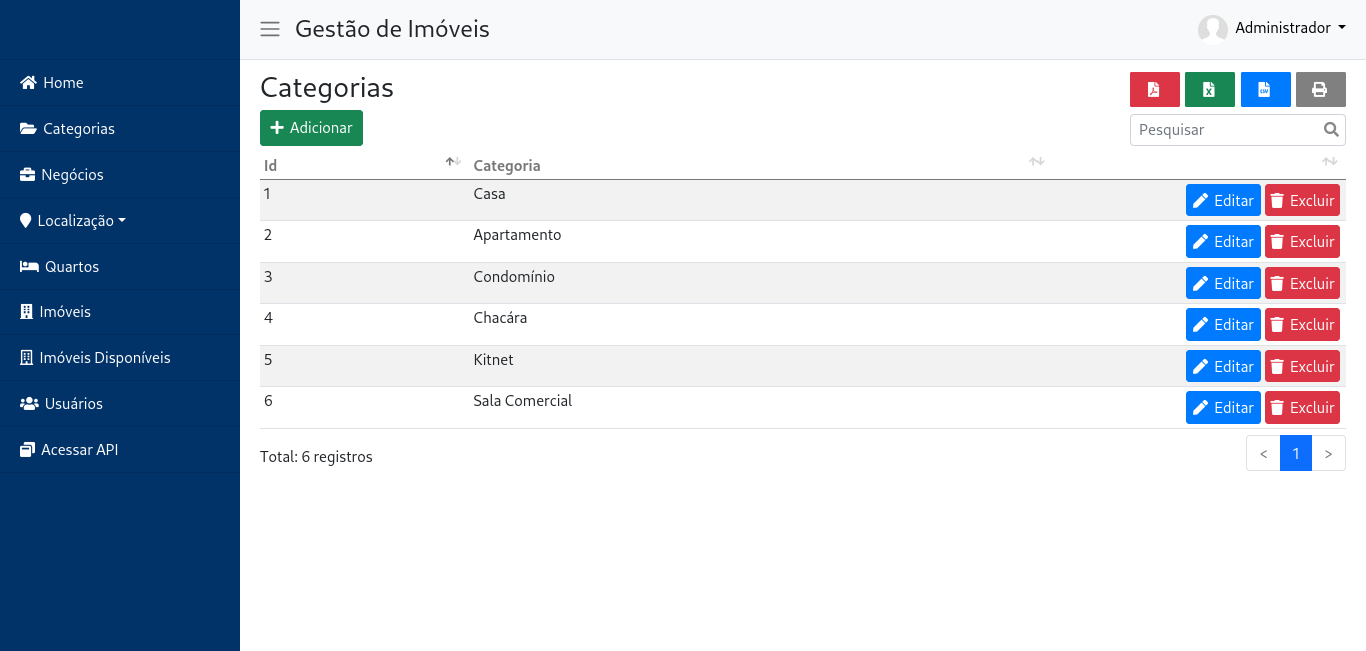 Gestão de Imóveis
Administrador
Home
Categorias
Negócios
Localização
Quartos
Imóveis
Imóveis Disponíveis
Usuários
Acessar API
Categorias
Adicionar
Pesquisar
Id Categoria
1 Casa Editar Excluir
2 Apartamento Editar Excluir
3 Condomínio Editar Excluir
4 Chacára Editar Excluir
5 Kitnet Editar Excluir
6 Sala Comercial Editar Excluir
Total: 6 registros
< 1 >